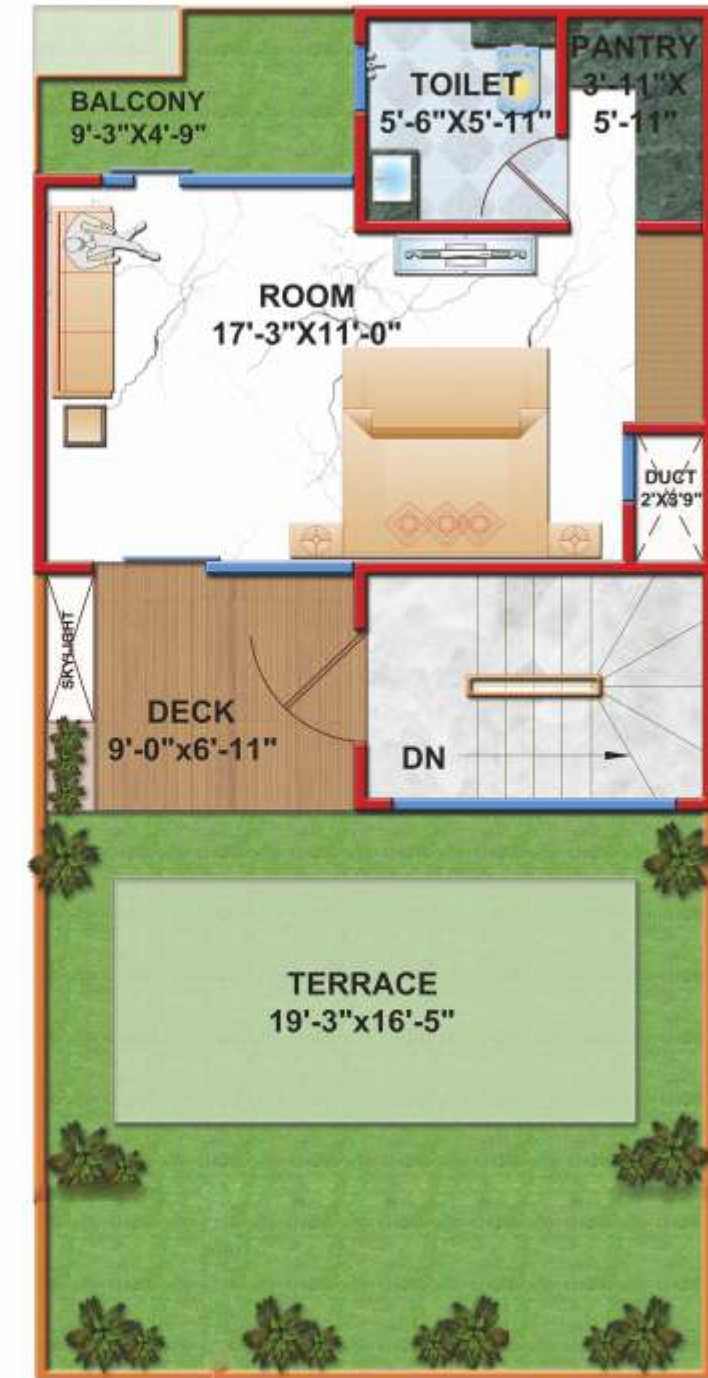 BALCONY
9'-3"X4'-9"
TOILET
5'-6"X5'-11"
PANTRY
3'-11"X
5'-11"
ROOM
17'-3"X11'-0"
DUCT
2'X3'9"
SKYLIGHT
DECK
9'-0"x6'-11"
DN
TERRACE
19'-3"x16'-5"